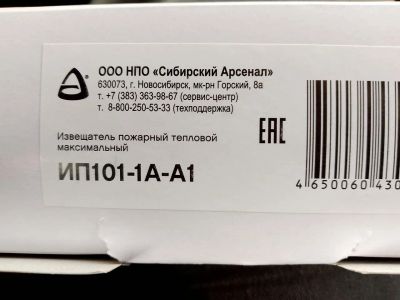 ООО НПО «Сибирский Арсенал»
630073, г. Новосибирск, мк-рн Горский, 8а
т. +7 (383) 363-98-67 (сервис-центр)
т. 8-800-250-53-33 (техподдержка)
EAC
Извещатель пожарный тепловой
максимальный
ИП101-1А-А1
4 650060 430